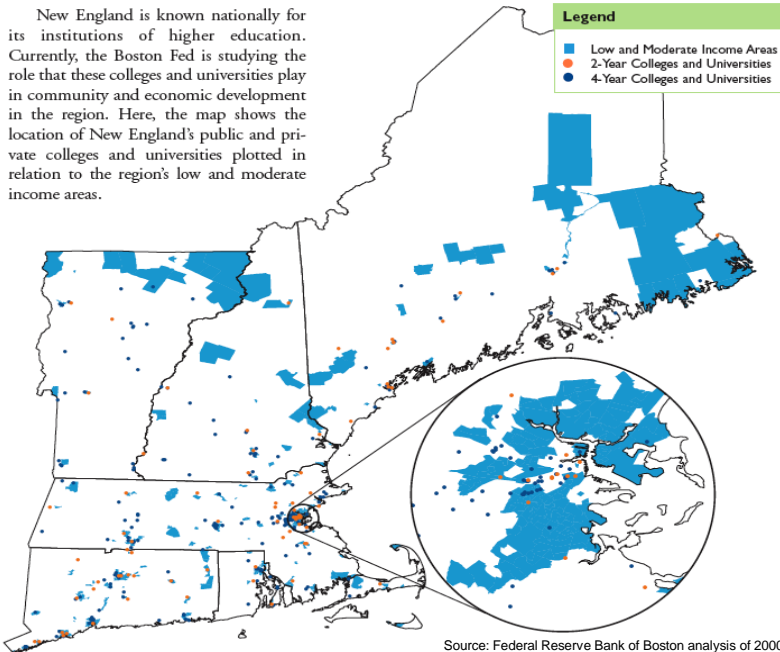 New England is known nationally for
its institutions of higher education.
Currently, the Boston Fed is studying the
role that these colleges and universities play
in community and economic development
in the region. Here, the map shows the
location of New England's public and pri-
vate colleges and universities plotted in
relation to the region's low and moderate
income areas.
Legend
Low and Moderate Income Areas
2-Year Colleges and Universities
4-Year Colleges and Universities
Source: Federal Reserve Bank of Boston analysis of 200